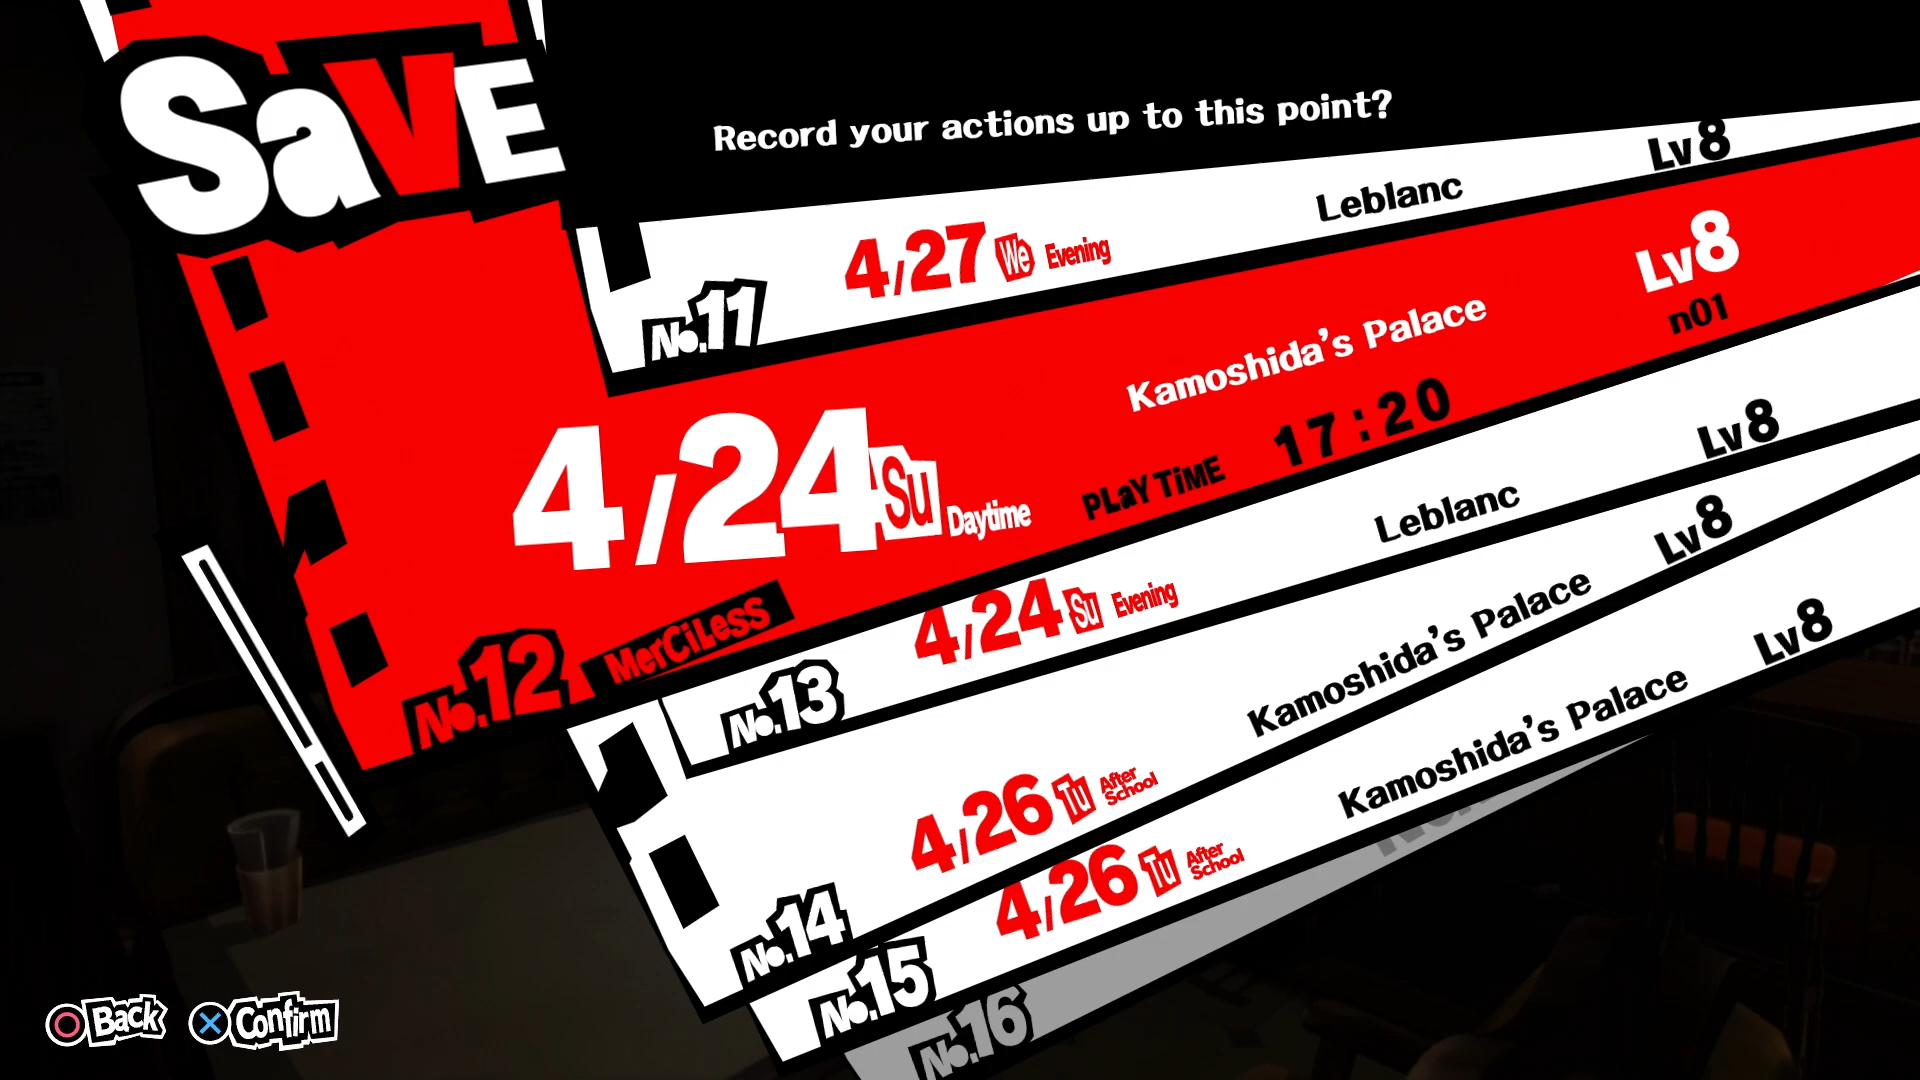 SaVE
Record your actions up to this point?
No.11 4/27 We Evening Leblanc Lv8
No.12 MerCiLesS 4/24 Su Daytime Kamoshida's Palace Lv8
PLaY TiME 17:20 n01
No.13 4/24 Su Evening Leblanc Lv8
No.14 4/26 Tu After School Kamoshida's Palace Lv8
No.15 4/26 Tu After School Kamoshida's Palace Lv8
No.16
Back Confirm